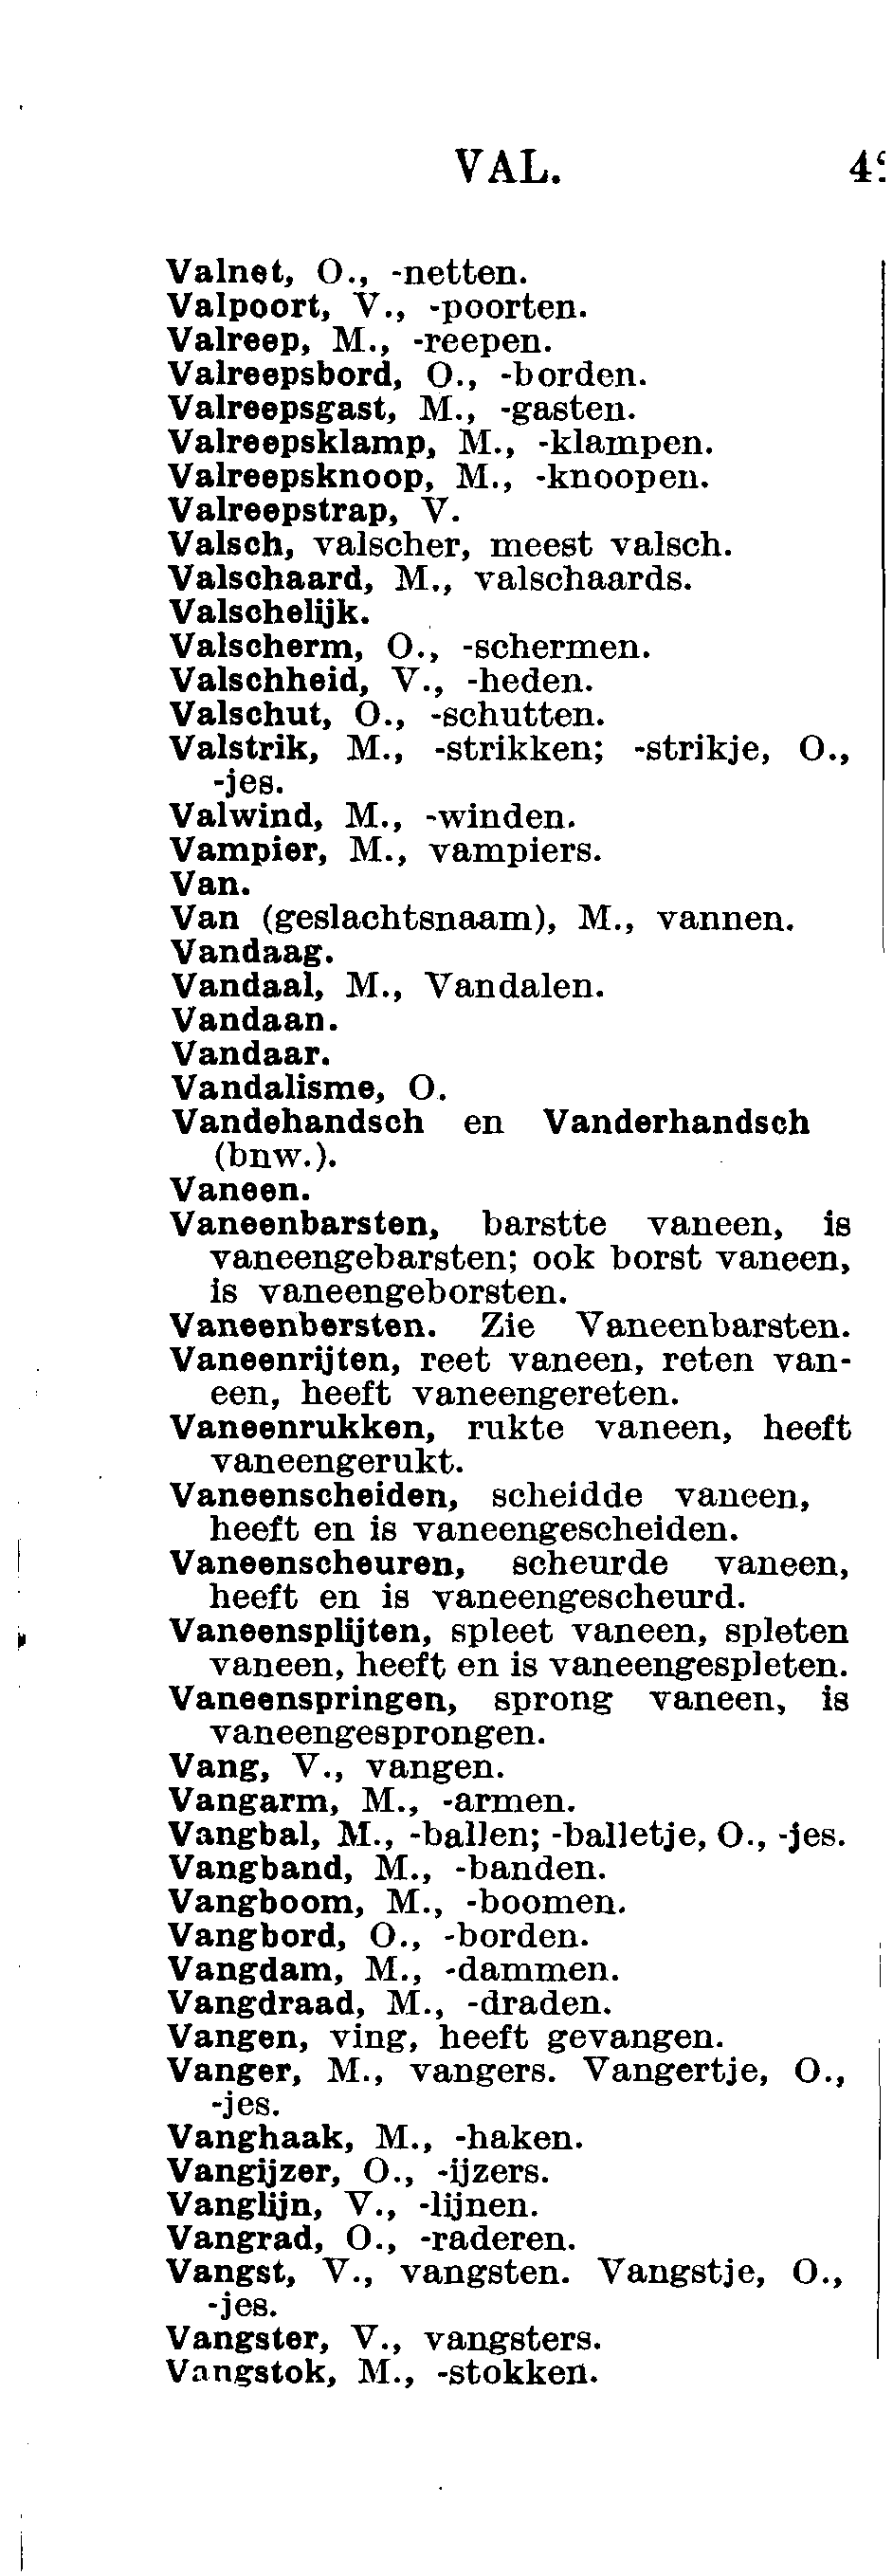 VAL.
Valnet, O., -netten.
Valpoort, V., -poorten.
Valreep, M., -reepen.
Valreepsbord, O., -borden.
Valreepsgast, M., -gasten.
Valreepsklamp, M., -klampen.
Valreepsknoop, M., -knoopen.
Valreepstrap, V.
Valsch, valscher, meest valsch.
Valschaard, M., valschaards.
Valschelijk.
Valscherm, O., -schermen.
Valschheid, V., -heden.
Valschut, O., -schutten.
Valstrik, M., -strikken; -strikje, O.,
-jes.
Valwind, M., -winden.
Vampier, M., vampiers.
Van.
Van (geslachtsnaam), M., vannen.
Vandaag.
Vandaal, M., Vandalen.
Vandaan.
Vandaar.
Vandalisme, O.
Vandehandsch en Vanderhandsch
(bnw.).
Vaneen.
Vaneenbarsten, barstte vaneen, is
vaneengebarsten; ook borst vaneen,
is vaneengeborsten.
Vaneenbersten. Zie Vaneenbarsten.
Vaneenrijten, reet vaneen, reten van-
een, heeft vaneengereten.
Vaneenrukken, rukte vaneen, heeft
vaneengerukt.
Vaneenscheiden, scheidde vaneen,
heeft en is vaneengescheiden.
Vaneenscheuren, scheurde vaneen,
heeft en is vaneengescheurd.
Vaneensplijten, spleet vaneen, spleten
vaneen, heeft en is vaneengespleten.
Vaneenspringen, sprong vaneen, is
vaneengesprongen.
Vang, V., vangen.
Vangarm, M., -armen.
Vangbal, M., -ballen; -balletje, O., -jes.
Vangband, M., -banden.
Vangboom, M., -boomen.
Vangbord, O., -borden.
Vangdam, M., -dammen.
Vangdraad, M., -draden.
Vangen, ving, heeft gevangen.
Vanger, M., vangers. Vangertje, O.,
-jes.
Vanghaak, M., -haken.
Vangijzer, O., -ijzers.
Vanglijn, V., -lijnen.
Vangrad, O., -raderen.
Vangst, V., vangsten. Vangstje, O.,
-jes.
Vangster, V., vangsters.
Vangstok, M., -stokken.